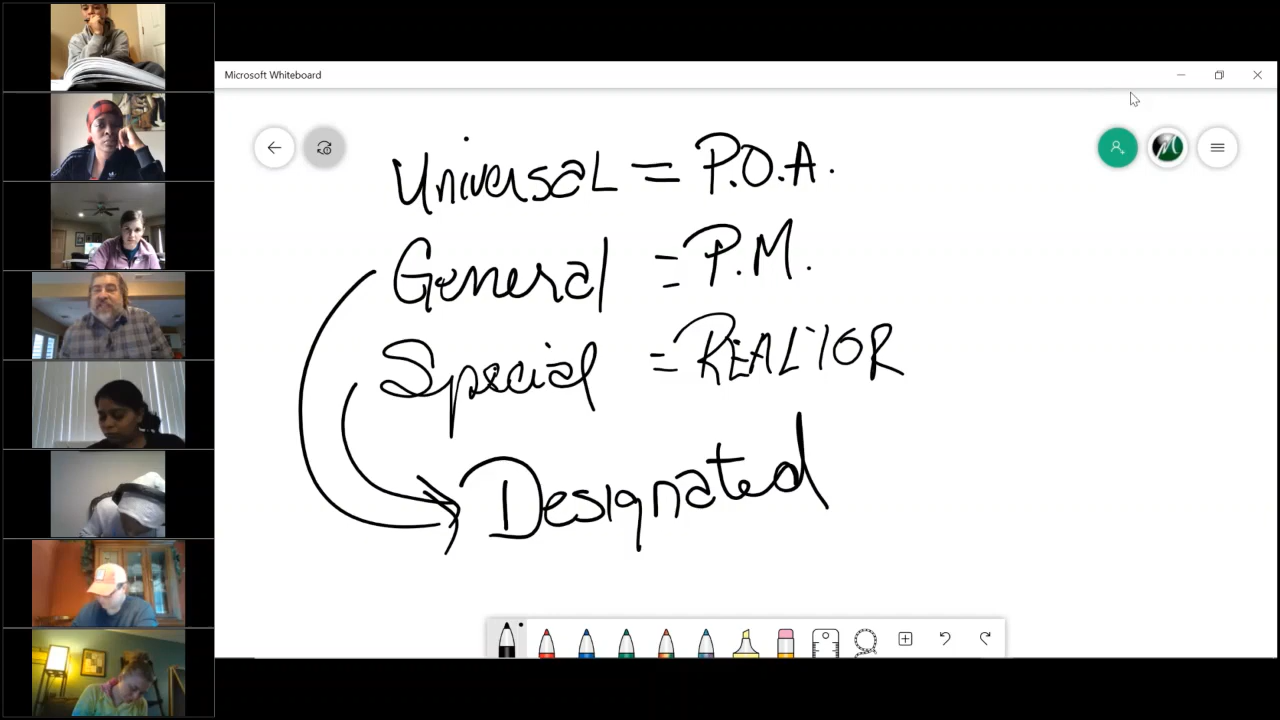 Microsoft Whiteboard
Universal = P.O.A.
General = P.M.
Special = REALTOR
Designated